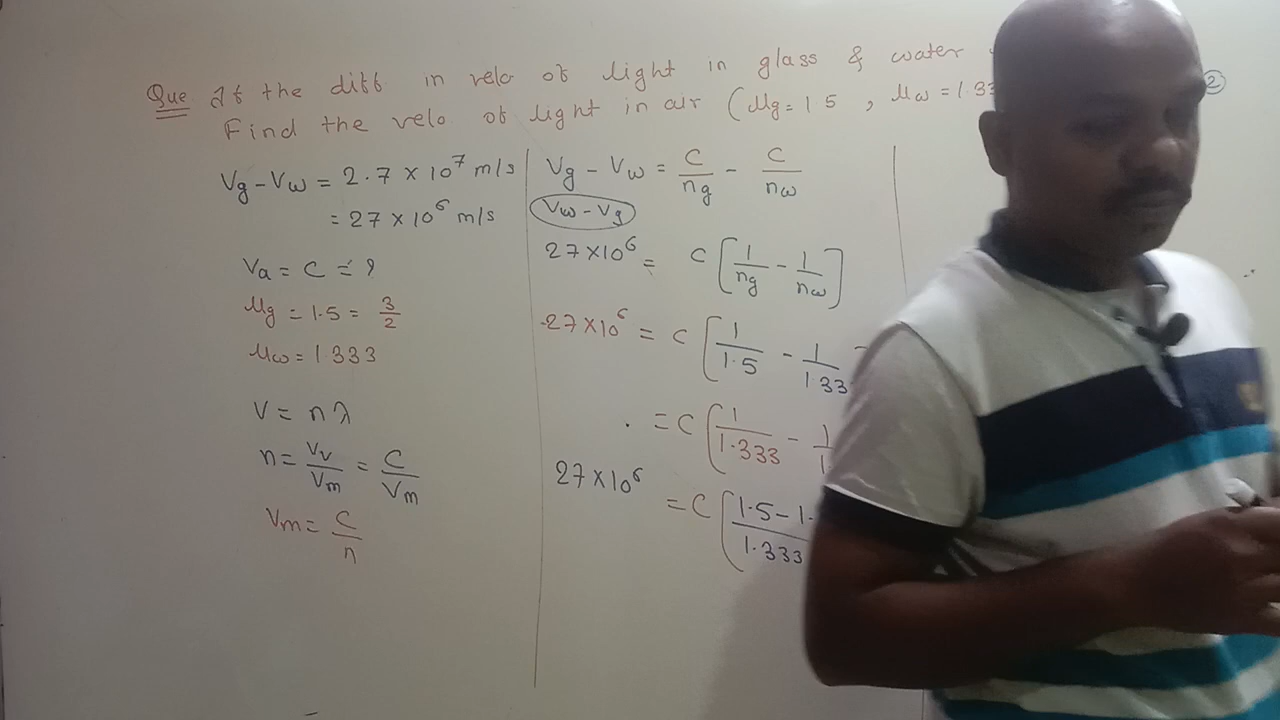 Que If the diff in velo of light in glass & water
Find the velo of light in air (μg = 1.5 , μw = 1.33
2
Vg - Vw = 2.7 × 10⁷ m/s
= 27 × 10⁶ m/s
Va = C = ?
μg = 1.5 = 3/2
μw = 1.333
V = n λ
n = Vv/Vm = C/Vm
Vm = C/n
Vg - Vw = C/ng - C/nw
Vw - Vg
27×10⁶ = C [1/ng - 1/nw]
27×10⁶ = C [1/1.5 - 1/1.33
= C [1/1.333 - 1/1.
27×10⁶ = C [1.5-1./1.333